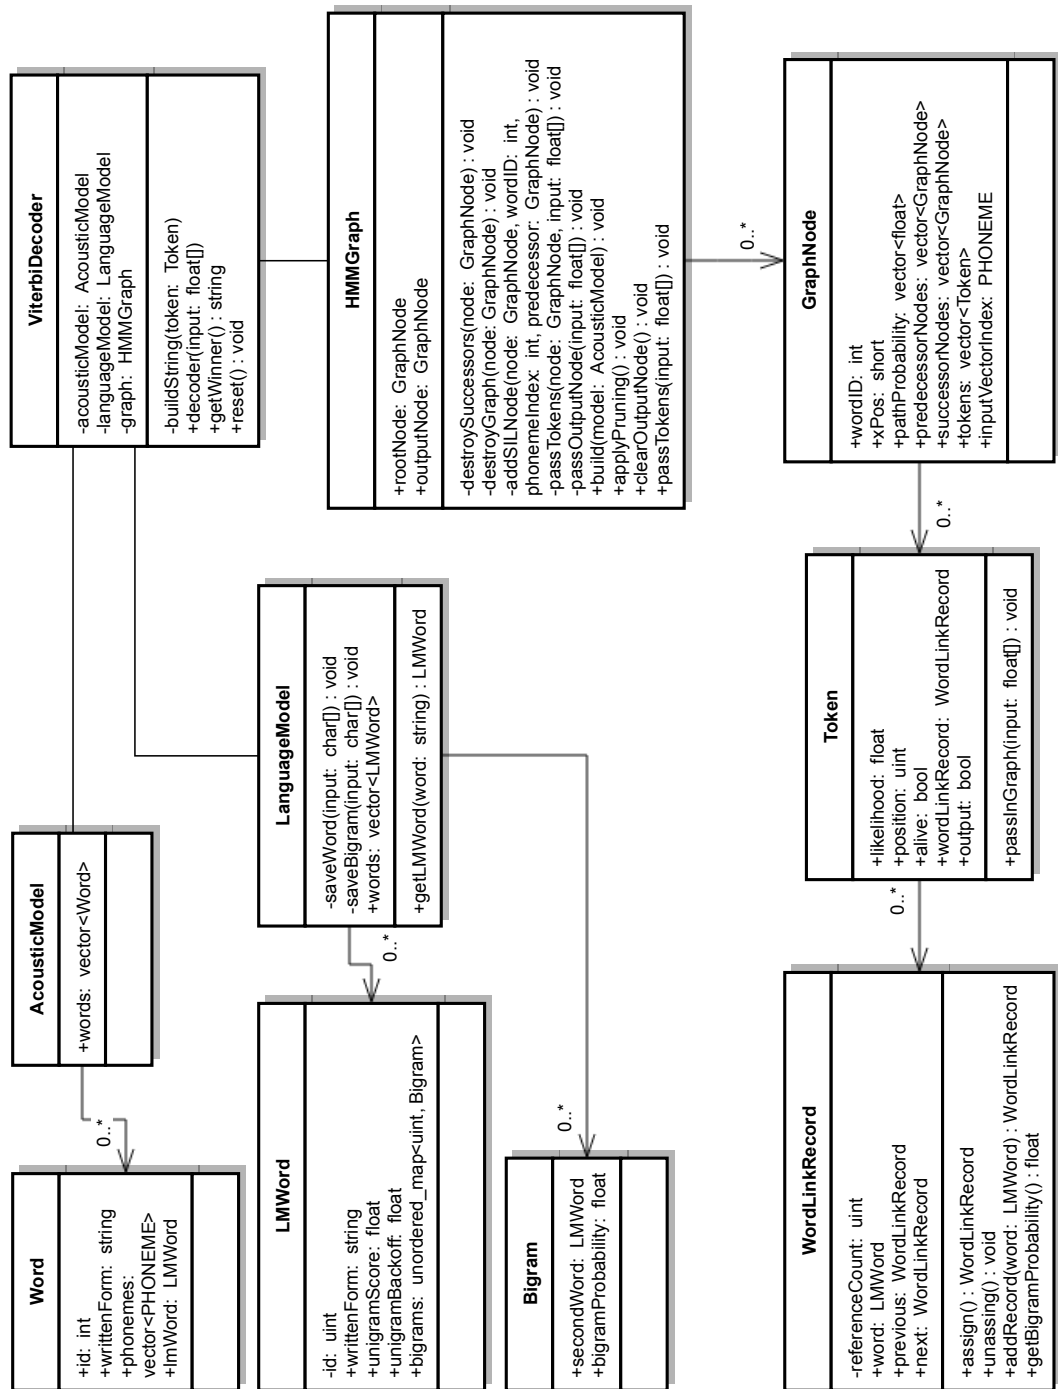 Word
+id: int
+writtenForm: string
+phonemes:
vector<PHONEME>
+lmWord: LMWord
0..*
AcousticModel
+words: vector<Word>
ViterbiDecoder
-acousticModel: AcousticModel
-languageModel: LanguageModel
-graph: HMMGraph
-buildString(token: Token)
+decoder(input: float[])
+getWinner() : string
+reset() : void
LMWord
-id: uint
+writtenForm: string
+unigramScore: float
+unigramBackoff: float
+bigrams: unordered_map<uint, Bigram>
0..*
LanguageModel
-saveWord(input: char[]) : void
-saveBigram(input: char[]) : void
+words: vector<LMWord>
+getLMWord(word: string) : LMWord
HMMGraph
+rootNode: GraphNode
+outputNode: GraphNode
-destroySuccessors(node: GraphNode) : void
-destroyGraph(node: GraphNode) : void
-addSILNode(node: GraphNode, wordID: int,
phonemeIndex: int, predecessor: GraphNode) : void
-passTokens(node: GraphNode, input: float[]) : void
-passOutputNode(input: float[]) : void
+build(model: AcousticModel) : void
+applyPruning() : void
+clearOutputNode() : void
+passTokens(input: float[]) : void
Bigram
+secondWord: LMWord
+bigramProbability: float
0..*
0..*
WordLinkRecord
-referenceCount: uint
+word: LMWord
+previous: WordLinkRecord
+next: WordLinkRecord
+assign() : WordLinkRecord
+unassing() : void
+addRecord(word: LMWord) : WordLinkRecord
+getBigramProbability() : float
0..*
Token
+likelihood: float
+position: uint
+alive: bool
+wordLinkRecord: WordLinkRecord
+output: bool
+passInGraph(input: float[]) : void
0..*
GraphNode
+wordID: int
+xPos: short
+pathProbability: vector<float>
+predecessorNodes: vector<GraphNode>
+successorNodes: vector<GraphNode>
+tokens: vector<Token>
+inputVectorIndex: PHONEME